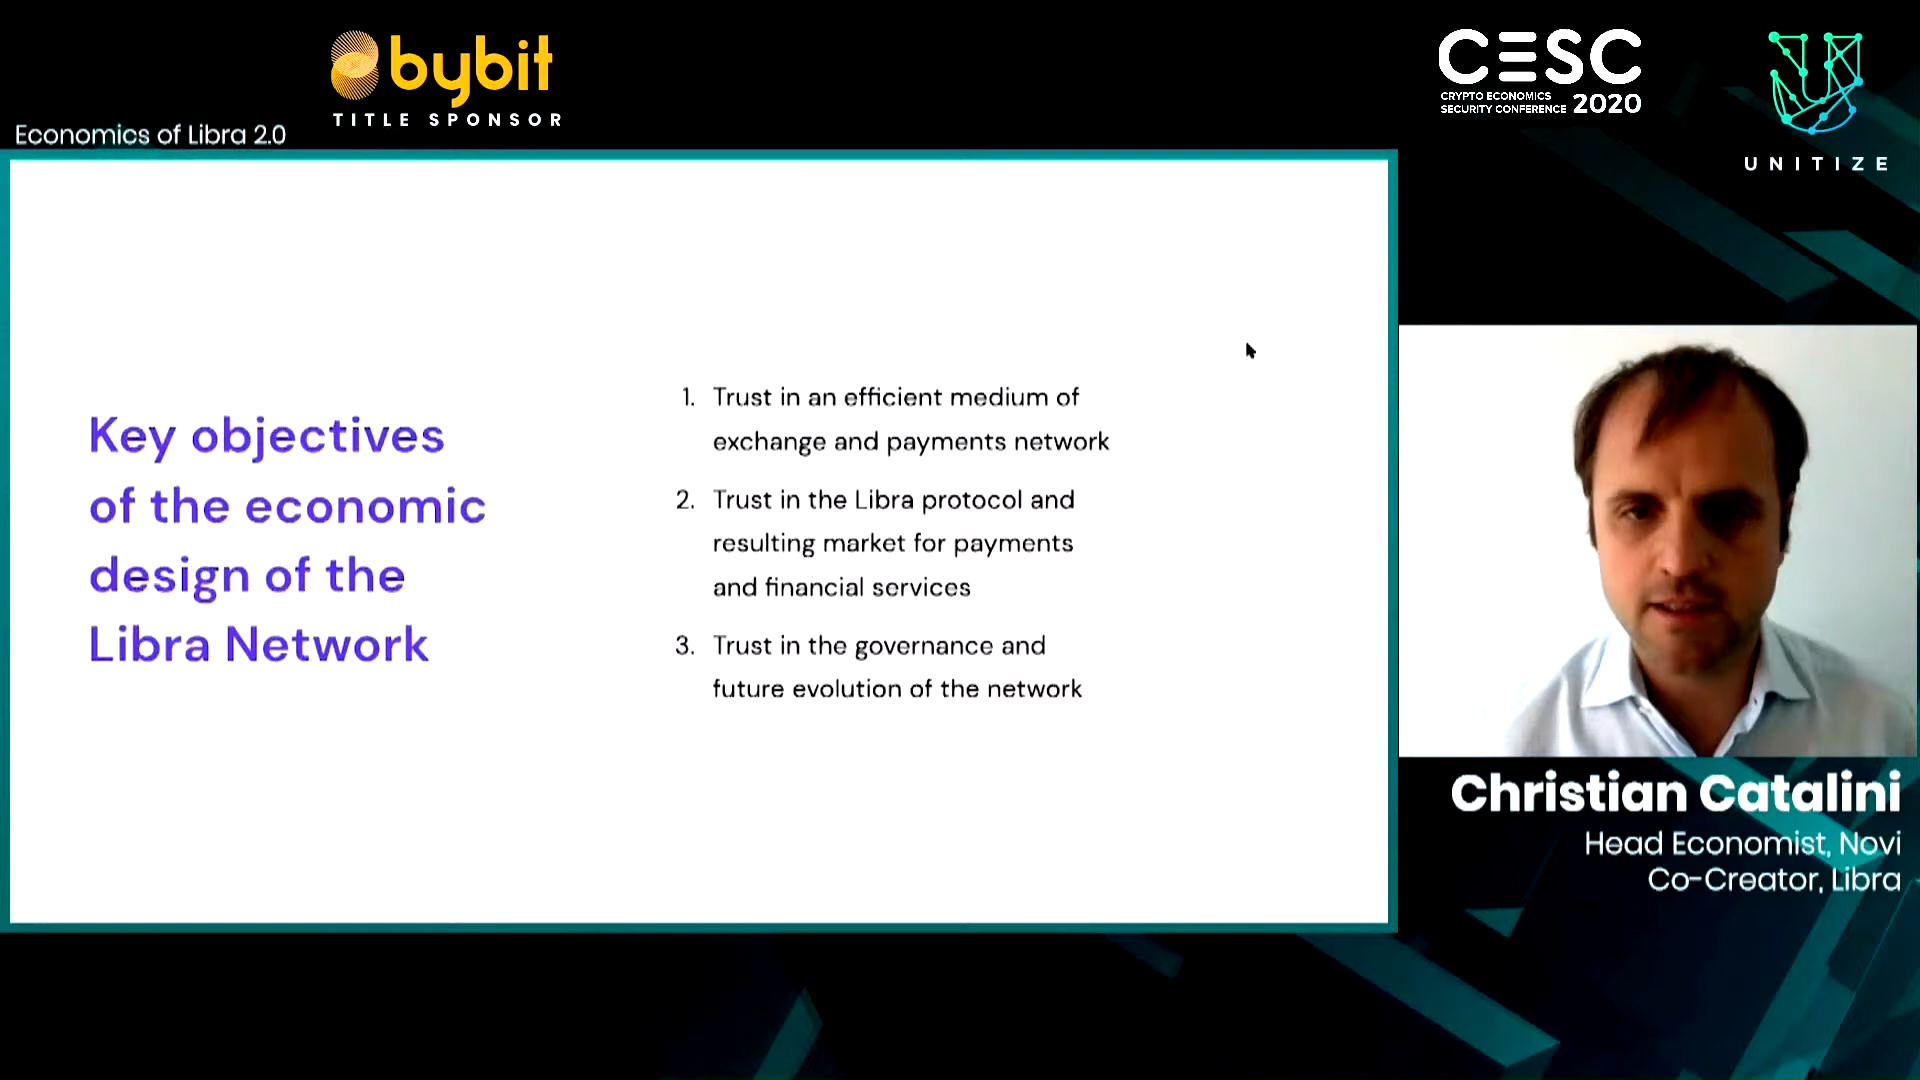 bybit
TITLE SPONSOR
CESC
CRYPTO ECONOMICS
SECURITY CONFERENCE 2020
UNITIZE
Economics of Libra 2.0
Key objectives
of the economic
design of the
Libra Network
1. Trust in an efficient medium of
exchange and payments network
2. Trust in the Libra protocol and
resulting market for payments
and financial services
3. Trust in the governance and
future evolution of the network
Christian Catalini
Head Economist, Novi
Co-Creator, Libra